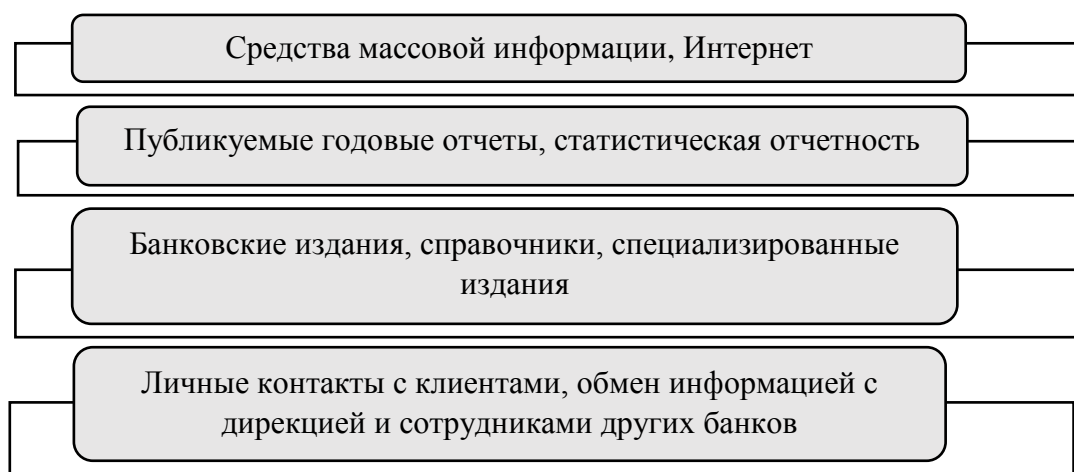 Средства массовой информации, Интернет
Публикуемые годовые отчеты, статистическая отчетность
Банковские издания, справочники, специализированные
издания
Личные контакты с клиентами, обмен информацией с
дирекцией и сотрудниками других банков